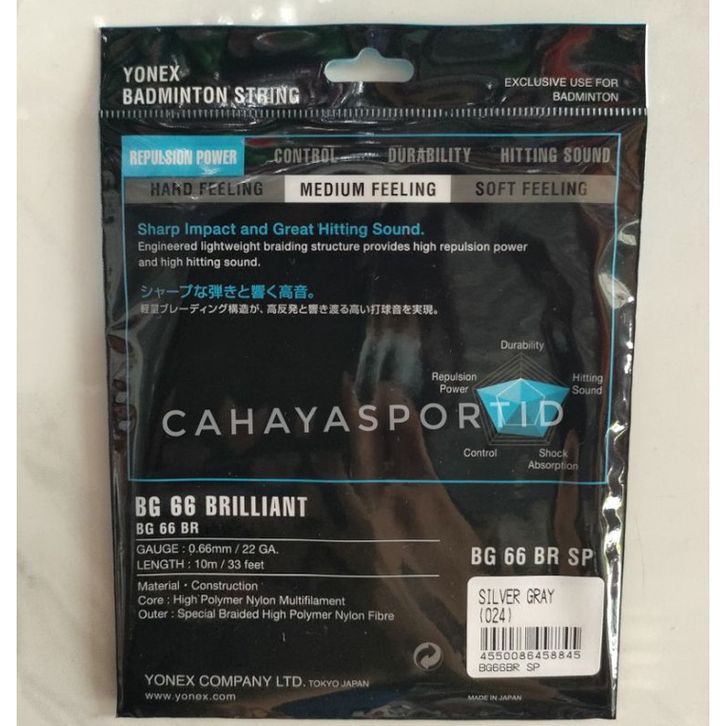 YONEX
BADMINTON STRING
EXCLUSIVE USE FOR
BADMINTON
REPULSION POWER CONTROL DURABILITY HITTING SOUND
HARD FEELING MEDIUM FEELING SOFT FEELING
Sharp Impact and Great Hitting Sound.
Engineered lightweight braiding structure provides high repulsion power
and high hitting sound.
シャープな弾きと響く高音。
軽量ブレーディング構造が、高反発と響き渡る高い打球音を実現。
Durability
Repulsion
Power
Hitting
Sound
CAHAYASPORTID
Control
Shock
Absorption
BG 66 BRILLIANT
BG 66 BR
GAUGE : 0.66mm / 22 GA.
LENGTH : 10m / 33 feet
BG 66 BR SP
Material・Construction
Core : High Polymer Nylon Multifilament
Outer : Special Braided High Polymer Nylon Fibre
SILVER GRAY
(024)
4550086458845
BG66BR SP
YONEX COMPANY LTD. TOKYO JAPAN
www.yonex.com
MADE IN JAPAN